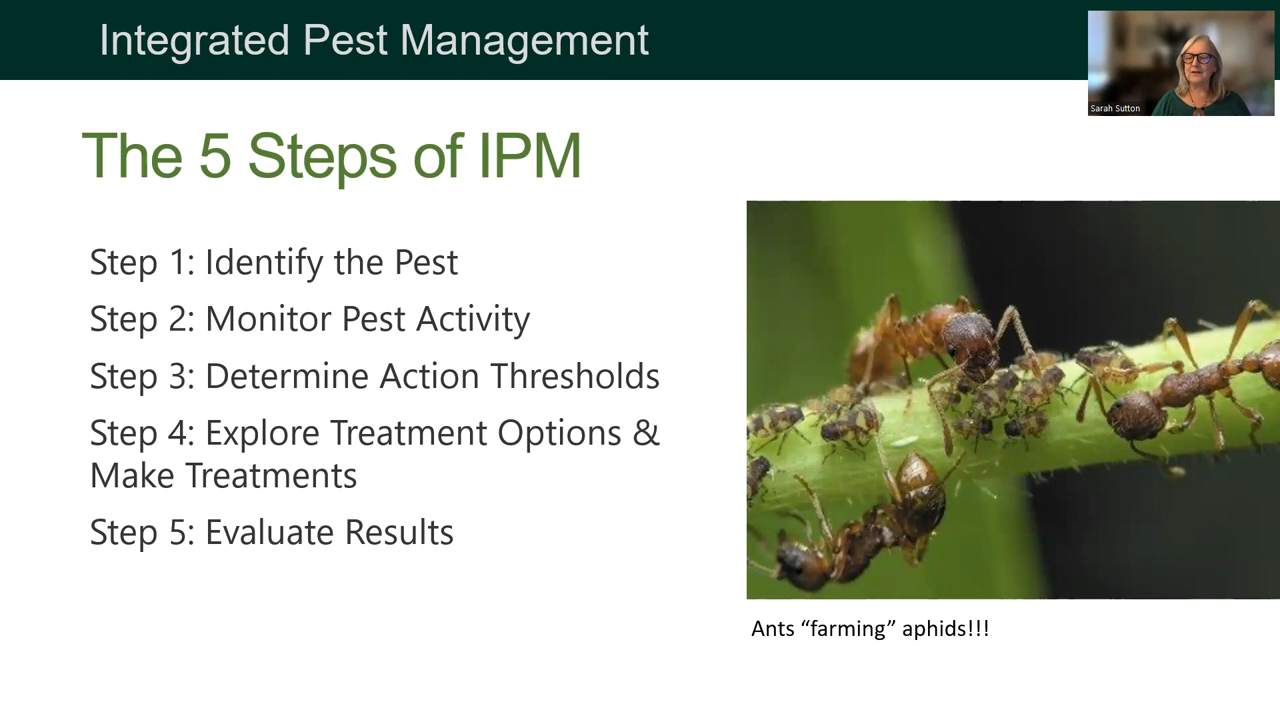 Integrated Pest Management
Sarah Sutton
The 5 Steps of IPM
Step 1: Identify the Pest
Step 2: Monitor Pest Activity
Step 3: Determine Action Thresholds
Step 4: Explore Treatment Options &
Make Treatments
Step 5: Evaluate Results
Ants “farming” aphids!!!